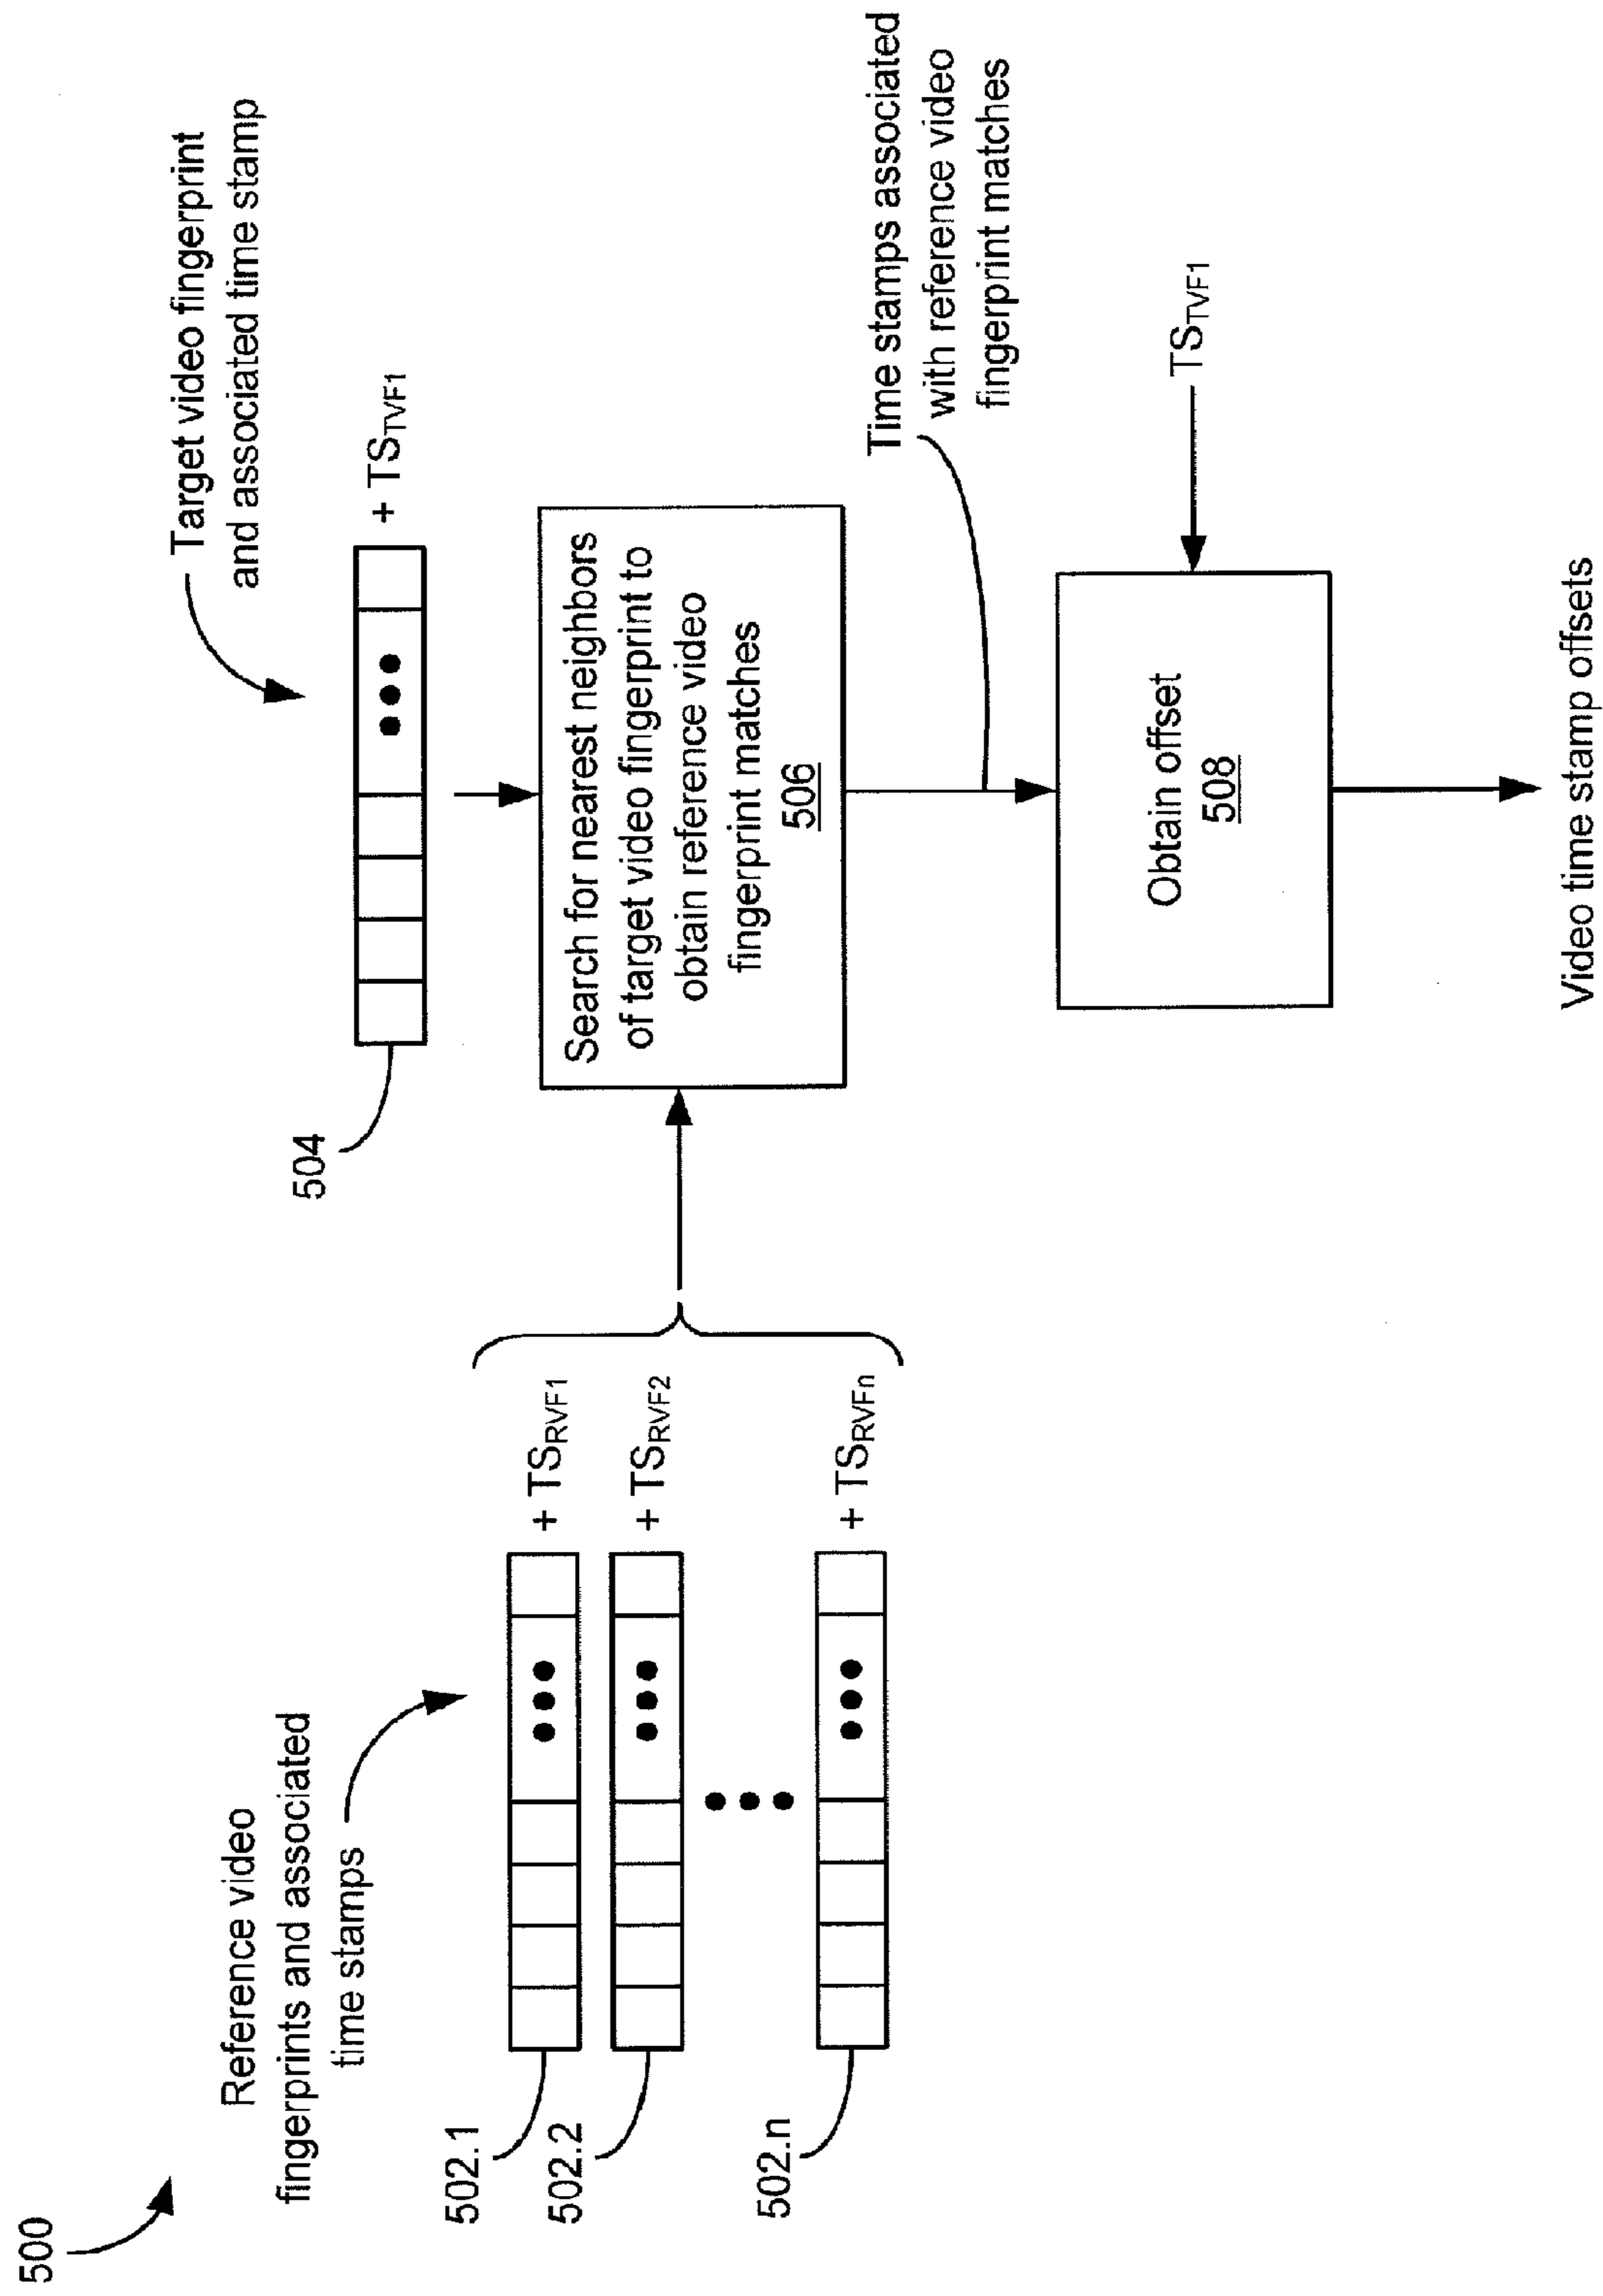 500
Reference video
fingerprints and associated
time stamps
502.1
+ TSRVF1
502.2
+ TSRVF2
502.n
+ TSRVFn
Target video fingerprint
and associated time stamp
504
+ TSTVF1
Search for nearest neighbors
of target video fingerprint to
obtain reference video
fingerprint matches
506
Time stamps associated
with reference video
fingerprint matches
Obtain offset
508
TSTVF1
Video time stamp offsets